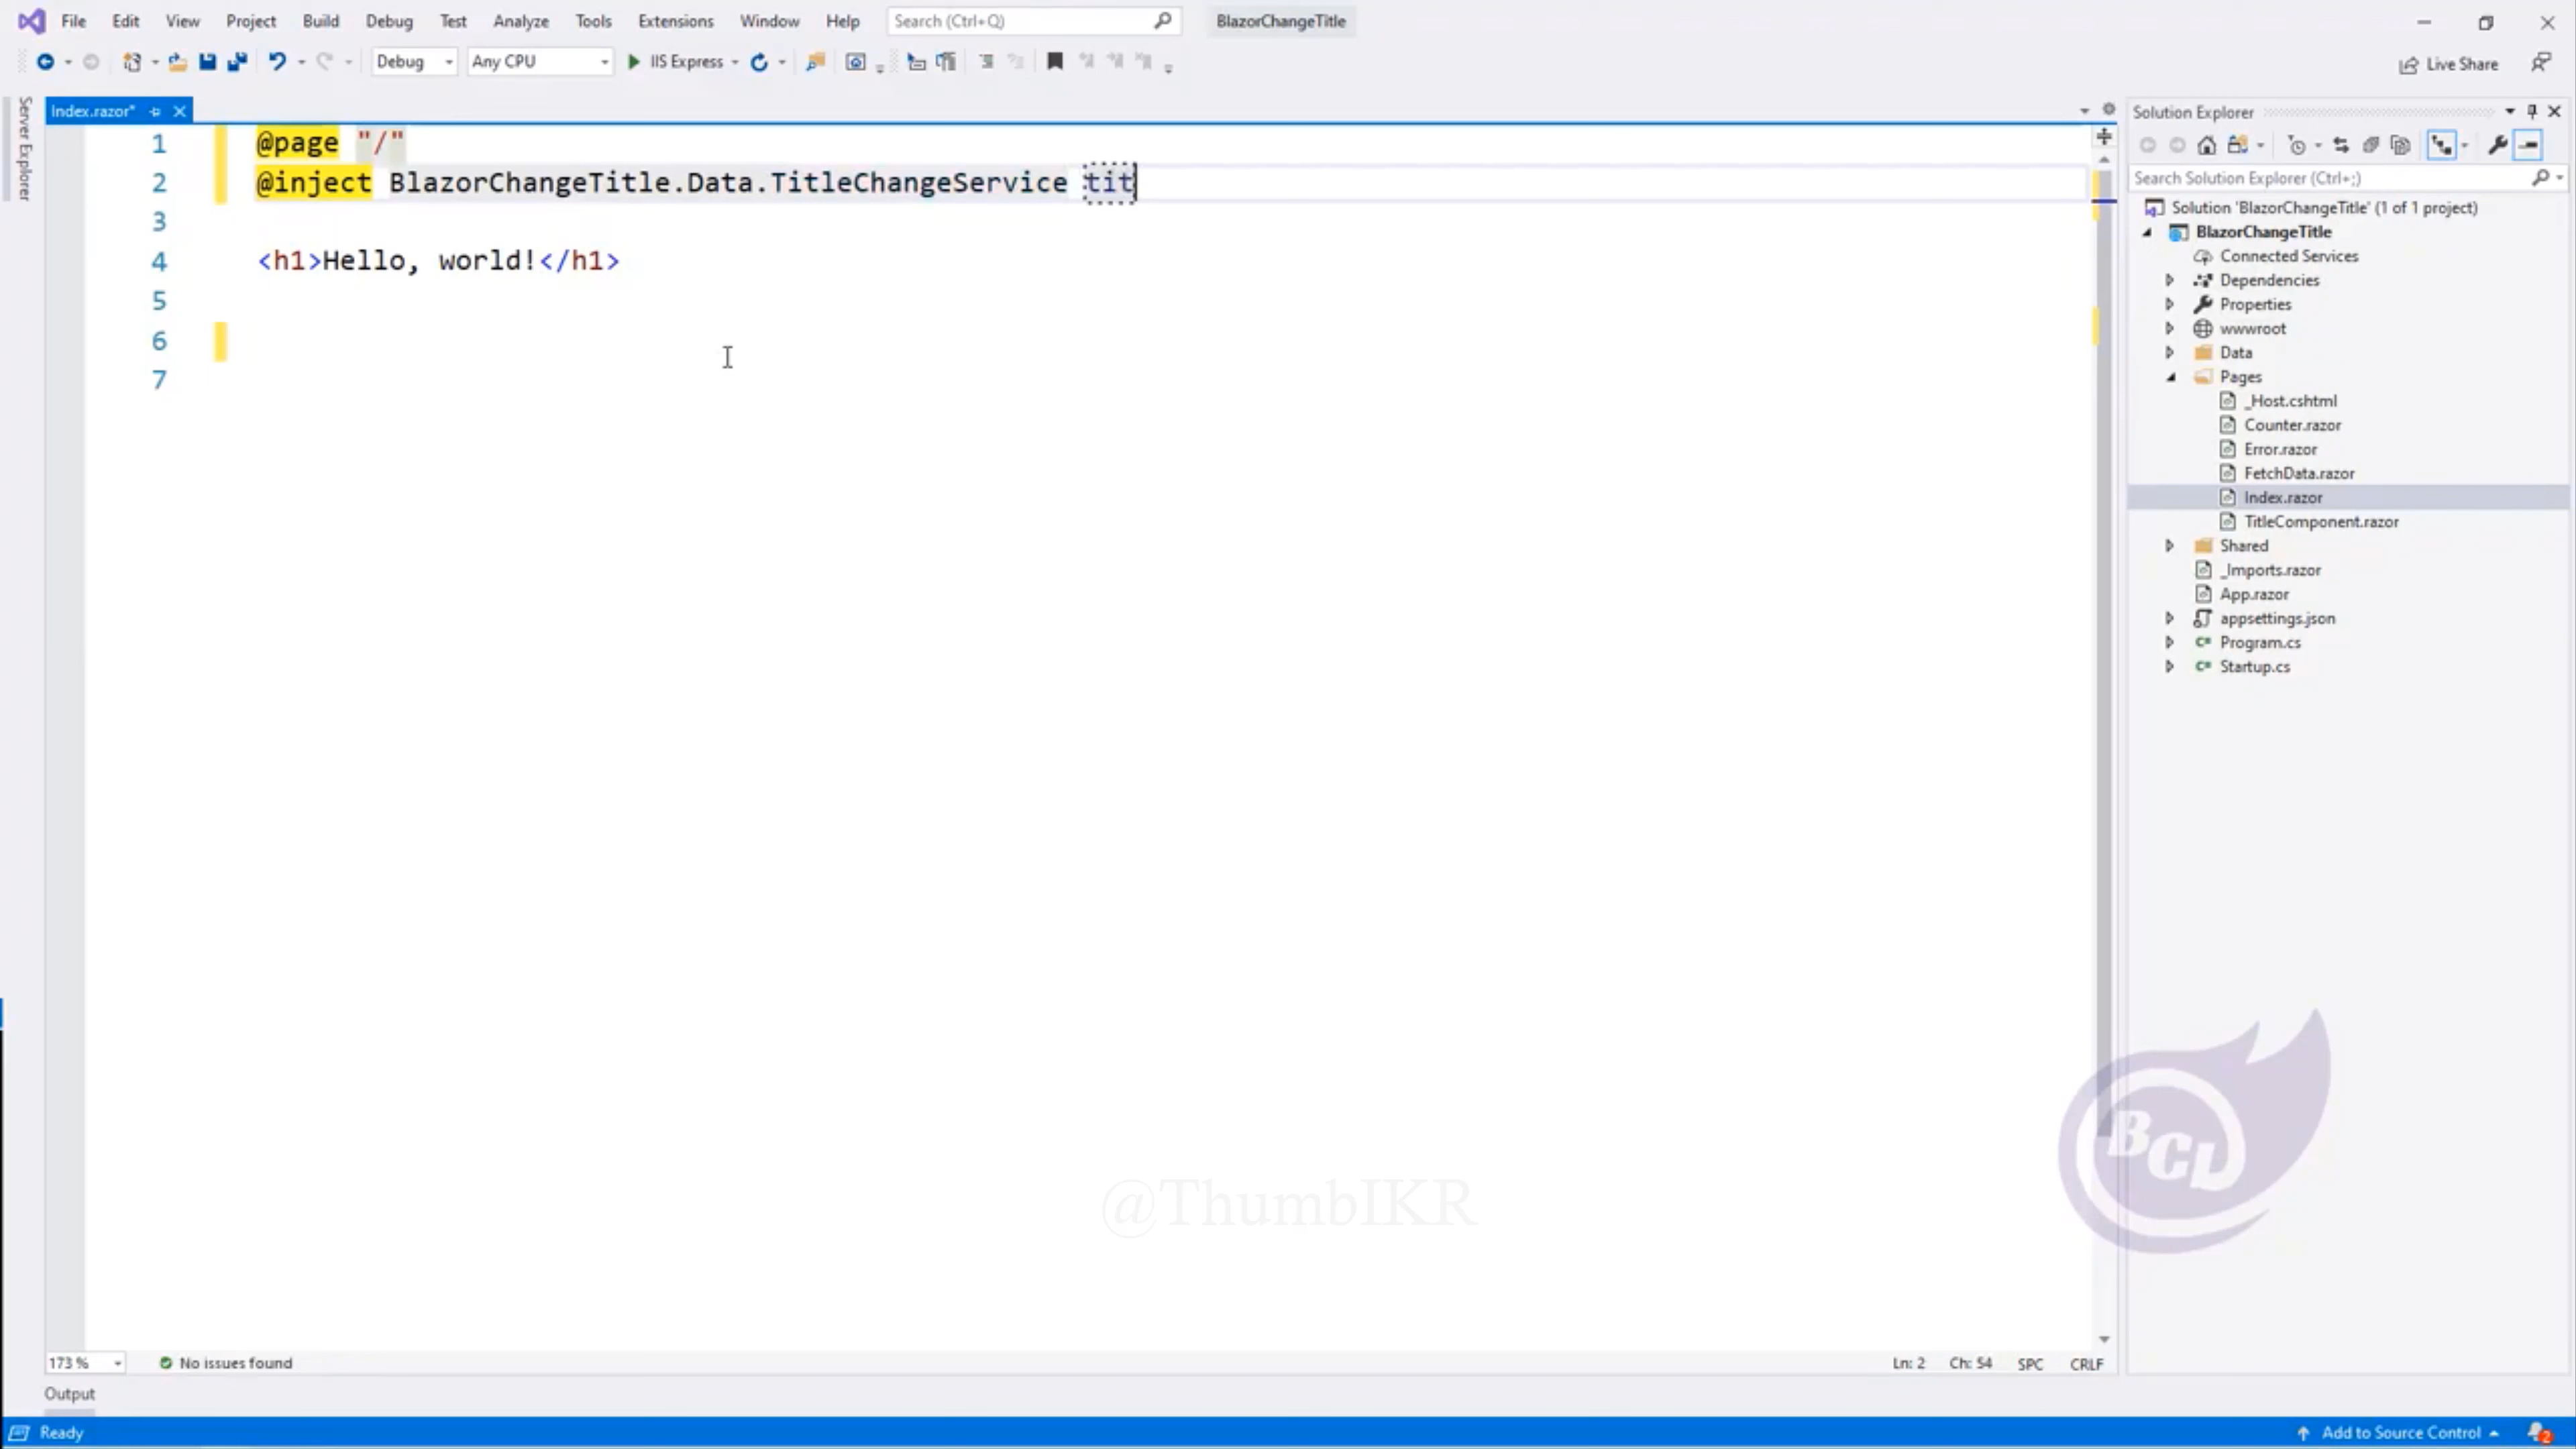 File Edit View Project Build Debug Test Analyze Tools Extensions Window Help Search (Ctrl+Q) BlazorChangeTitle
Debug Any CPU IIS Express Live Share
Server Explorer
Index.razor*
1 @page "/"
2 @inject BlazorChangeTitle.Data.TitleChangeService tit
3
4 <h1>Hello, world!</h1>
5
6
7
Solution Explorer
Search Solution Explorer (Ctrl+;)
Solution 'BlazorChangeTitle' (1 of 1 project)
BlazorChangeTitle
Connected Services
Dependencies
Properties
wwwroot
Data
Pages
_Host.cshtml
Counter.razor
Error.razor
FetchData.razor
Index.razor
TitleComponent.razor
Shared
_Imports.razor
App.razor
appsettings.json
C# Program.cs
C# Startup.cs
BCL
@ThumbIKR
173 % No issues found Ln: 2 Ch: 54 SPC CRLF
Output
Ready Add to Source Control 2